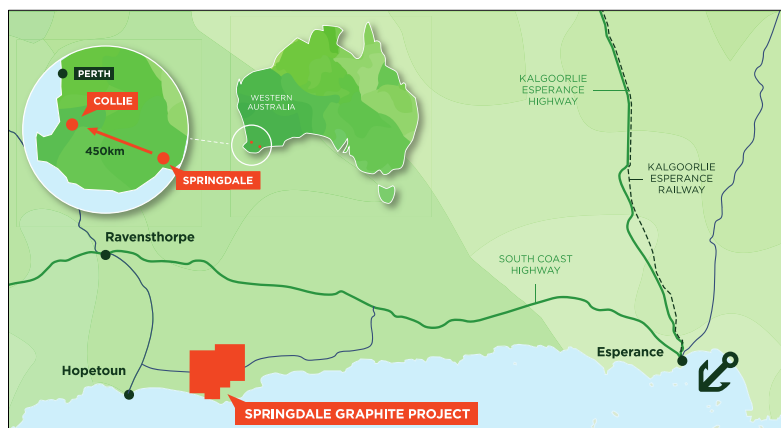 PERTH
COLLIE
450km
SPRINGDALE
WESTERN
AUSTRALIA
KALGOORLIE
ESPERANCE
HIGHWAY
KALGOORLIE
ESPERANCE
RAILWAY
Ravensthorpe
SOUTH COAST
HIGHWAY
Esperance
Hopetoun
SPRINGDALE GRAPHITE PROJECT